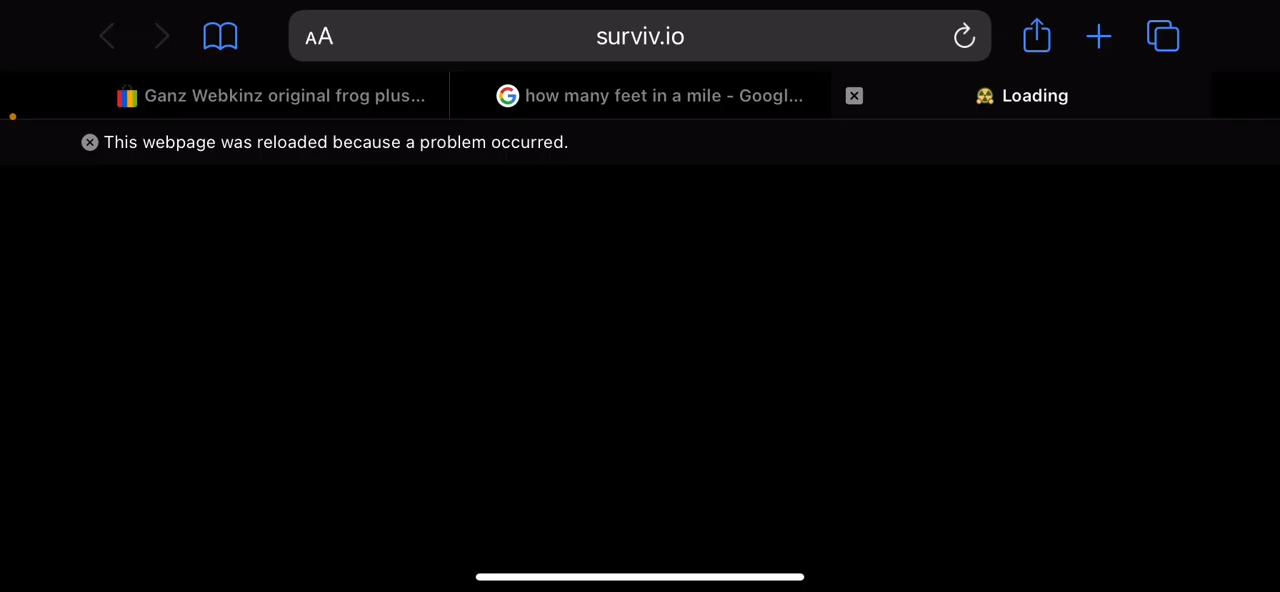 AA surviv.io
Ganz Webkinz original frog plus... how many feet in a mile - Googl... Loading
This webpage was reloaded because a problem occurred.